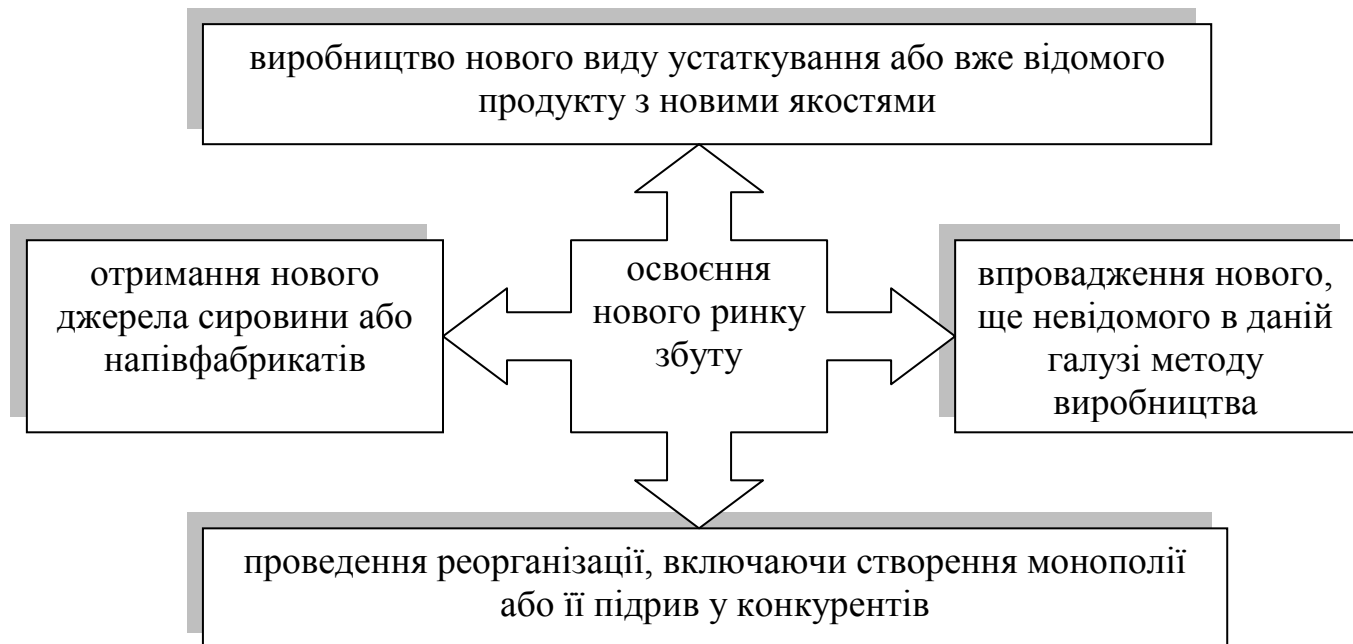 виробництво нового виду устаткування або вже відомого
продукту з новими якостями
отримання нового
джерела сировини або
напівфабрикатів
освоєння
нового ринку
збуту
впровадження нового,
ще невідомого в даній
галузі методу
виробництва
проведення реорганізації, включаючи створення монополії
або її підрив у конкурентів